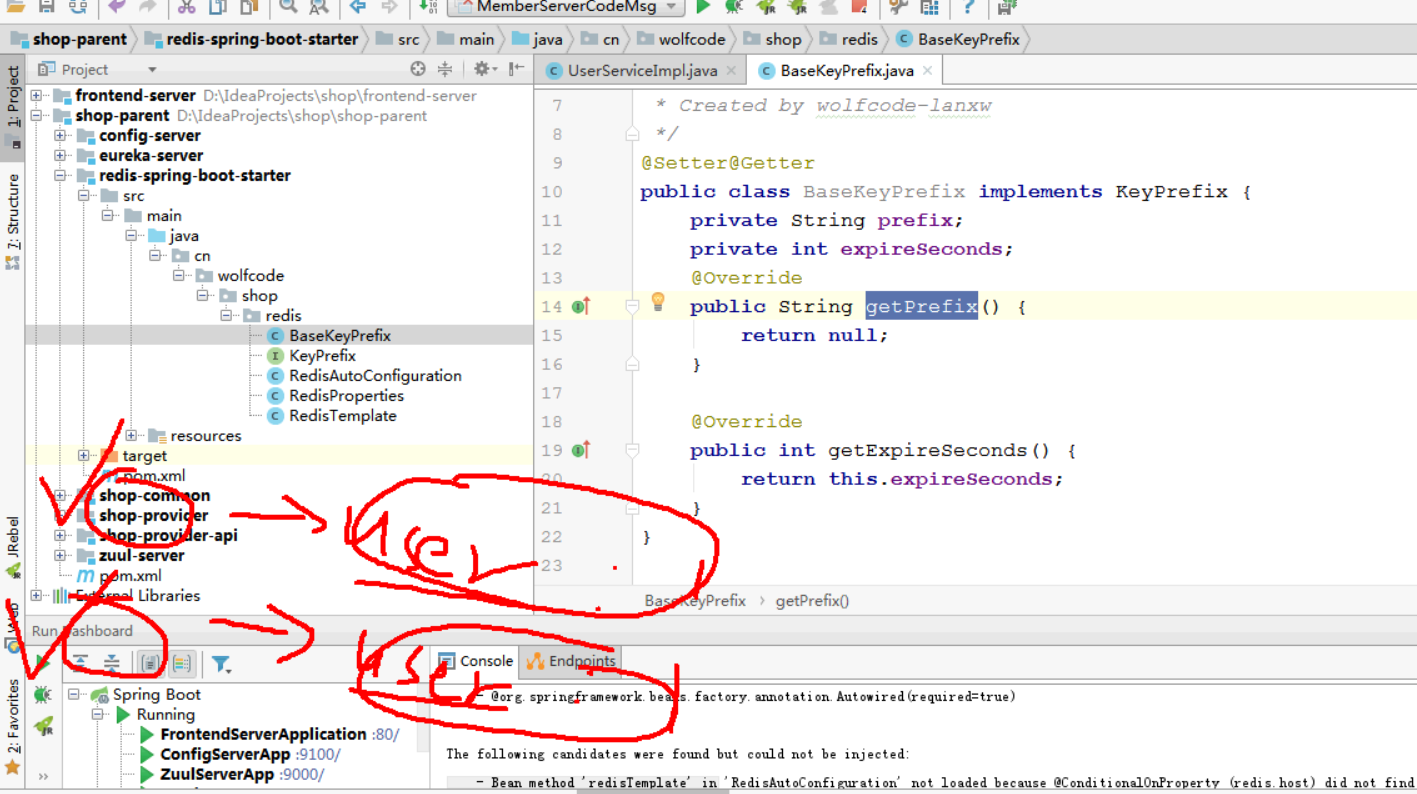 MemberServerCodeMsg
shop-parent redis-spring-boot-starter src main java cn wolfcode shop redis BaseKeyPrefix
1: Project
7: Structure
JRebel
Web
2: Favorites
Project
frontend-server D:\IdeaProjects\shop\frontend-server
shop-parent D:\IdeaProjects\shop\shop-parent
config-server
eureka-server
redis-spring-boot-starter
src
main
java
cn
wolfcode
shop
redis
BaseKeyPrefix
KeyPrefix
RedisAutoConfiguration
RedisProperties
RedisTemplate
resources
target
pom.xml
shop-common
shop-provider
shop-provider-api
zuul-server
pom.xml
External Libraries
UserServiceImpl.java BaseKeyPrefix.java
7 * Created by wolfcode-lanxw
8 */
9 @Setter@Getter
10 public class BaseKeyPrefix implements KeyPrefix {
11 private String prefix;
12 private int expireSeconds;
13 @Override
14 public String getPrefix() {
15 return null;
16 }
17
18 @Override
19 public int getExpireSeconds() {
20 return this.expireSeconds;
21 }
22 }
23
BaseKeyPrefix › getPrefix()
user
user
Run Dashboard
Spring Boot
Running
FrontendServerApplication :80/
ConfigServerApp :9100/
ZuulServerApp :9000/
Console Endpoints
- @org.springframework.beans.factory.annotation.Autowired(required=true)
The following candidates were found but could not be injected:
- Bean method 'redisTemplate' in 'RedisAutoConfiguration' not loaded because @ConditionalOnProperty (redis.host) did not find